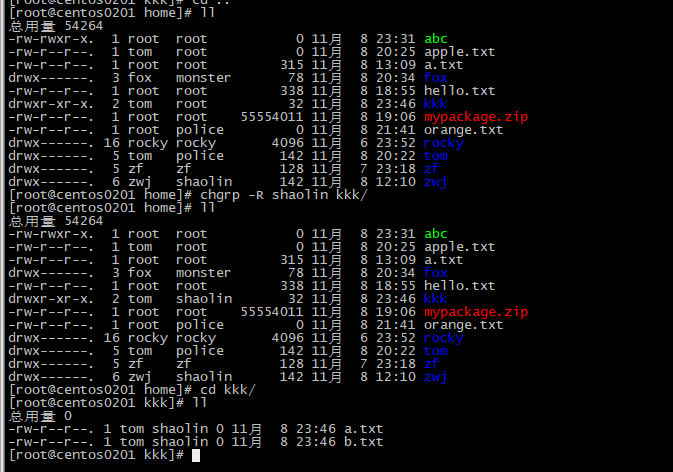 [root@centos0201 kkk]# cd ..
[root@centos0201 home]# ll
总用量 54264
-rw-rwxr-x.  1 root  root           0 11月  8 23:31 abc
-rw-r--r--.  1 tom   root           0 11月  8 20:25 apple.txt
-rw-r--r--.  1 root  root         315 11月  8 13:09 a.txt
drwx------.  3 fox   monster       78 11月  8 20:34 fox
-rw-r--r--.  1 root  root         338 11月  8 18:55 hello.txt
drwxr-xr-x.  2 tom   root          32 11月  8 23:46 kkk
-rw-r--r--.  1 root  root    55554011 11月  8 19:06 mypackage.zip
-rw-r--r--.  1 root  police         0 11月  8 21:41 orange.txt
drwx------. 16 rocky rocky       4096 11月  6 23:52 rocky
drwx------.  5 tom   police       142 11月  8 20:22 tom
drwx------.  5 zf    zf           128 11月  7 23:18 zf
drwx------.  6 zwj   shaolin      142 11月  8 12:10 zwj
[root@centos0201 home]# chgrp -R shaolin kkk/
[root@centos0201 home]# ll
总用量 54264
-rw-rwxr-x.  1 root  root           0 11月  8 23:31 abc
-rw-r--r--.  1 tom   root           0 11月  8 20:25 apple.txt
-rw-r--r--.  1 root  root         315 11月  8 13:09 a.txt
drwx------.  3 fox   monster       78 11月  8 20:34 fox
-rw-r--r--.  1 root  root         338 11月  8 18:55 hello.txt
drwxr-xr-x.  2 tom   shaolin       32 11月  8 23:46 kkk
-rw-r--r--.  1 root  root    55554011 11月  8 19:06 mypackage.zip
-rw-r--r--.  1 root  police         0 11月  8 21:41 orange.txt
drwx------. 16 rocky rocky       4096 11月  6 23:52 rocky
drwx------.  5 tom   police       142 11月  8 20:22 tom
drwx------.  5 zf    zf           128 11月  7 23:18 zf
drwx------.  6 zwj   shaolin      142 11月  8 12:10 zwj
[root@centos0201 home]# cd kkk/
[root@centos0201 kkk]# ll
总用量 0
-rw-r--r--. 1 tom shaolin 0 11月  8 23:46 a.txt
-rw-r--r--. 1 tom shaolin 0 11月  8 23:46 b.txt
[root@centos0201 kkk]#